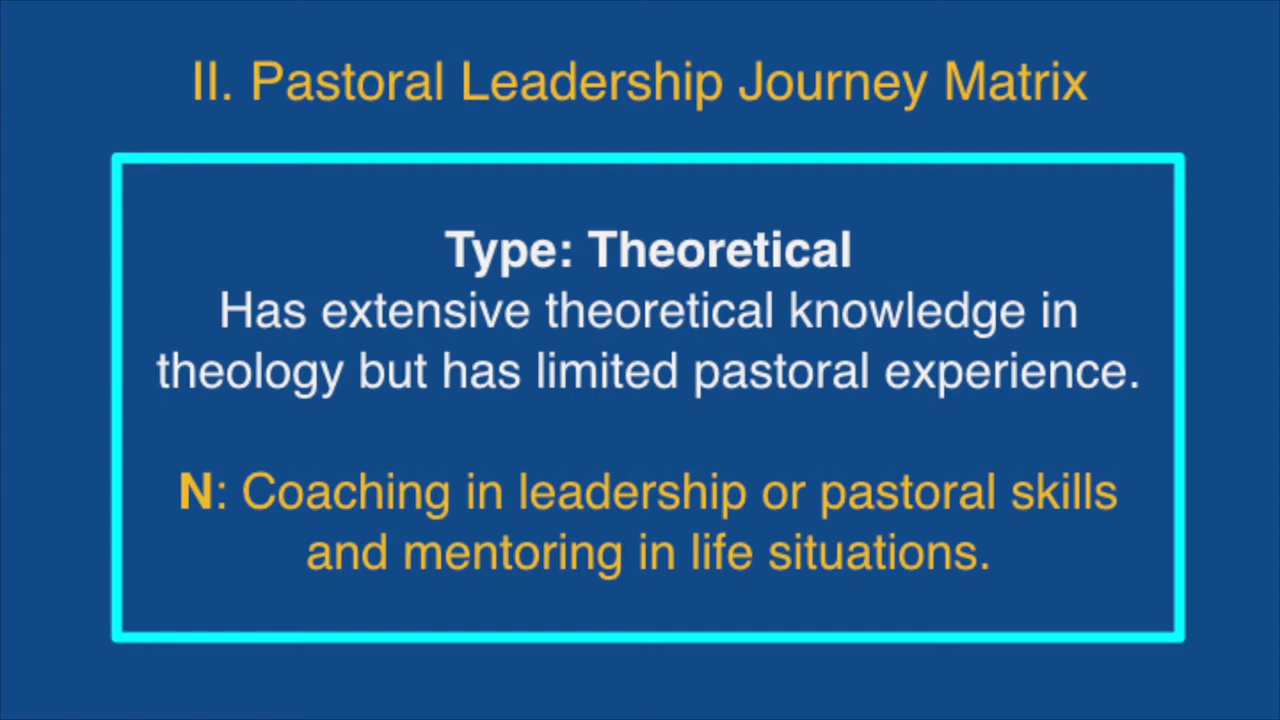 II. Pastoral Leadership Journey Matrix
Type: Theoretical
Has extensive theoretical knowledge in
theology but has limited pastoral experience.
N: Coaching in leadership or pastoral skills
and mentoring in life situations.